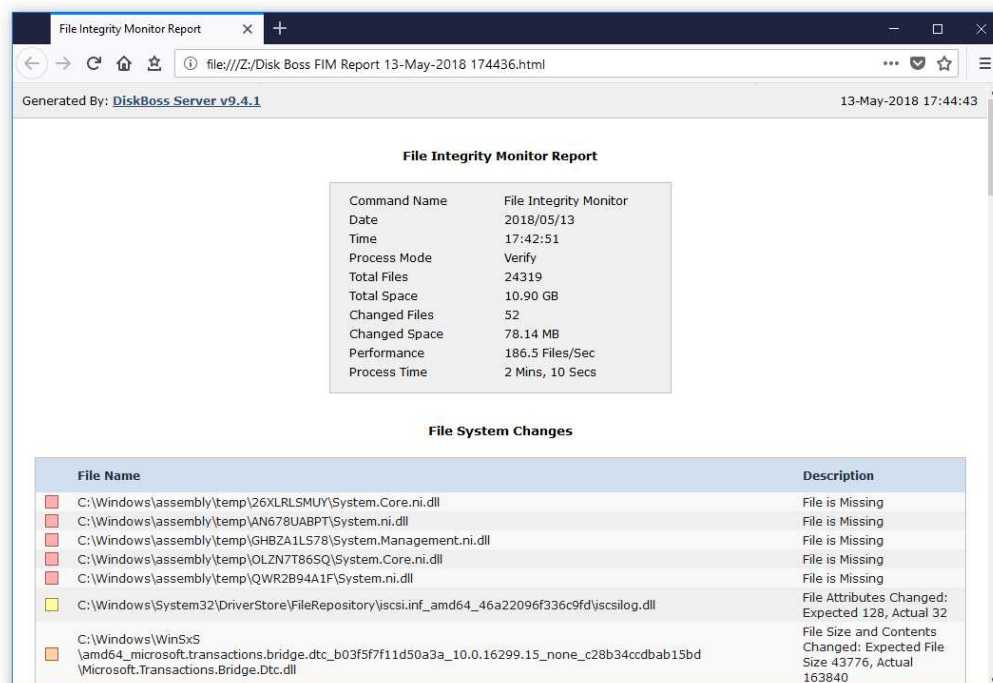 File Integrity Monitor Report
file:///Z:/Disk Boss FIM Report 13-May-2018 174436.html
Generated By: DiskBoss Server v9.4.1 13-May-2018 17:44:43
File Integrity Monitor Report
Command Name File Integrity Monitor
Date 2018/05/13
Time 17:42:51
Process Mode Verify
Total Files 24319
Total Space 10.90 GB
Changed Files 52
Changed Space 78.14 MB
Performance 186.5 Files/Sec
Process Time 2 Mins, 10 Secs
File System Changes
File Name Description
C:\Windows\assembly\temp\26XLRLSMUY\System.Core.ni.dll File is Missing
C:\Windows\assembly\temp\AN678UABPT\System.ni.dll File is Missing
C:\Windows\assembly\temp\GHBZA1LS78\System.Management.ni.dll File is Missing
C:\Windows\assembly\temp\OLZN7T86SQ\System.Core.ni.dll File is Missing
C:\Windows\assembly\temp\QWR2B94A1F\System.ni.dll File is Missing
C:\Windows\System32\DriverStore\FileRepository\iscsi.inf_amd64_46a22096f336c9fd\iscsilog.dll
File Attributes Changed:
Expected 128, Actual 32
C:\Windows\WinSxS
\amd64_microsoft.transactions.bridge.dtc_b03f5f7f11d50a3a_10.0.16299.15_none_c28b34ccdbab15bd
\Microsoft.Transactions.Bridge.Dtc.dll
File Size and Contents
Changed: Expected File
Size 43776, Actual
163840